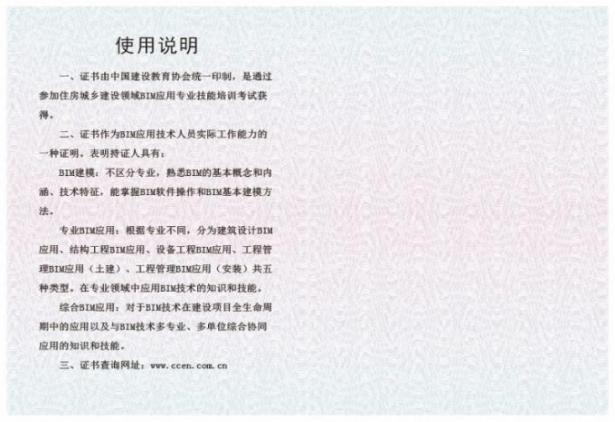 使用说明
一、证书由中国建设教育协会统一印制，是通过
参加住房城乡建设领域BIM应用专业技能培训考试获
得。
二、证书作为BIM应用技术人员实际工作能力的
一种证明。表明持证人具有：
BIM建模：不区分专业，熟悉BIM的基本概念和内
涵、技术特征，能掌握BIM软件操作和BIM基本建模方
法。
专业BIM应用：根据专业不同，分为建筑设计BIM
应用、结构工程BIM应用、设备工程BIM应用、工程管
理BIM应用（土建）、工程管理BIM应用（安装）共五
种类型。在专业领域中应用BIM技术的知识和技能。
综合BIM应用：对于BIM技术在建设项目全生命周
期中的应用以及与BIM技术多专业、多单位综合协同
应用的知识和技能。
三、证书查询网址：www.ccen.com.cn